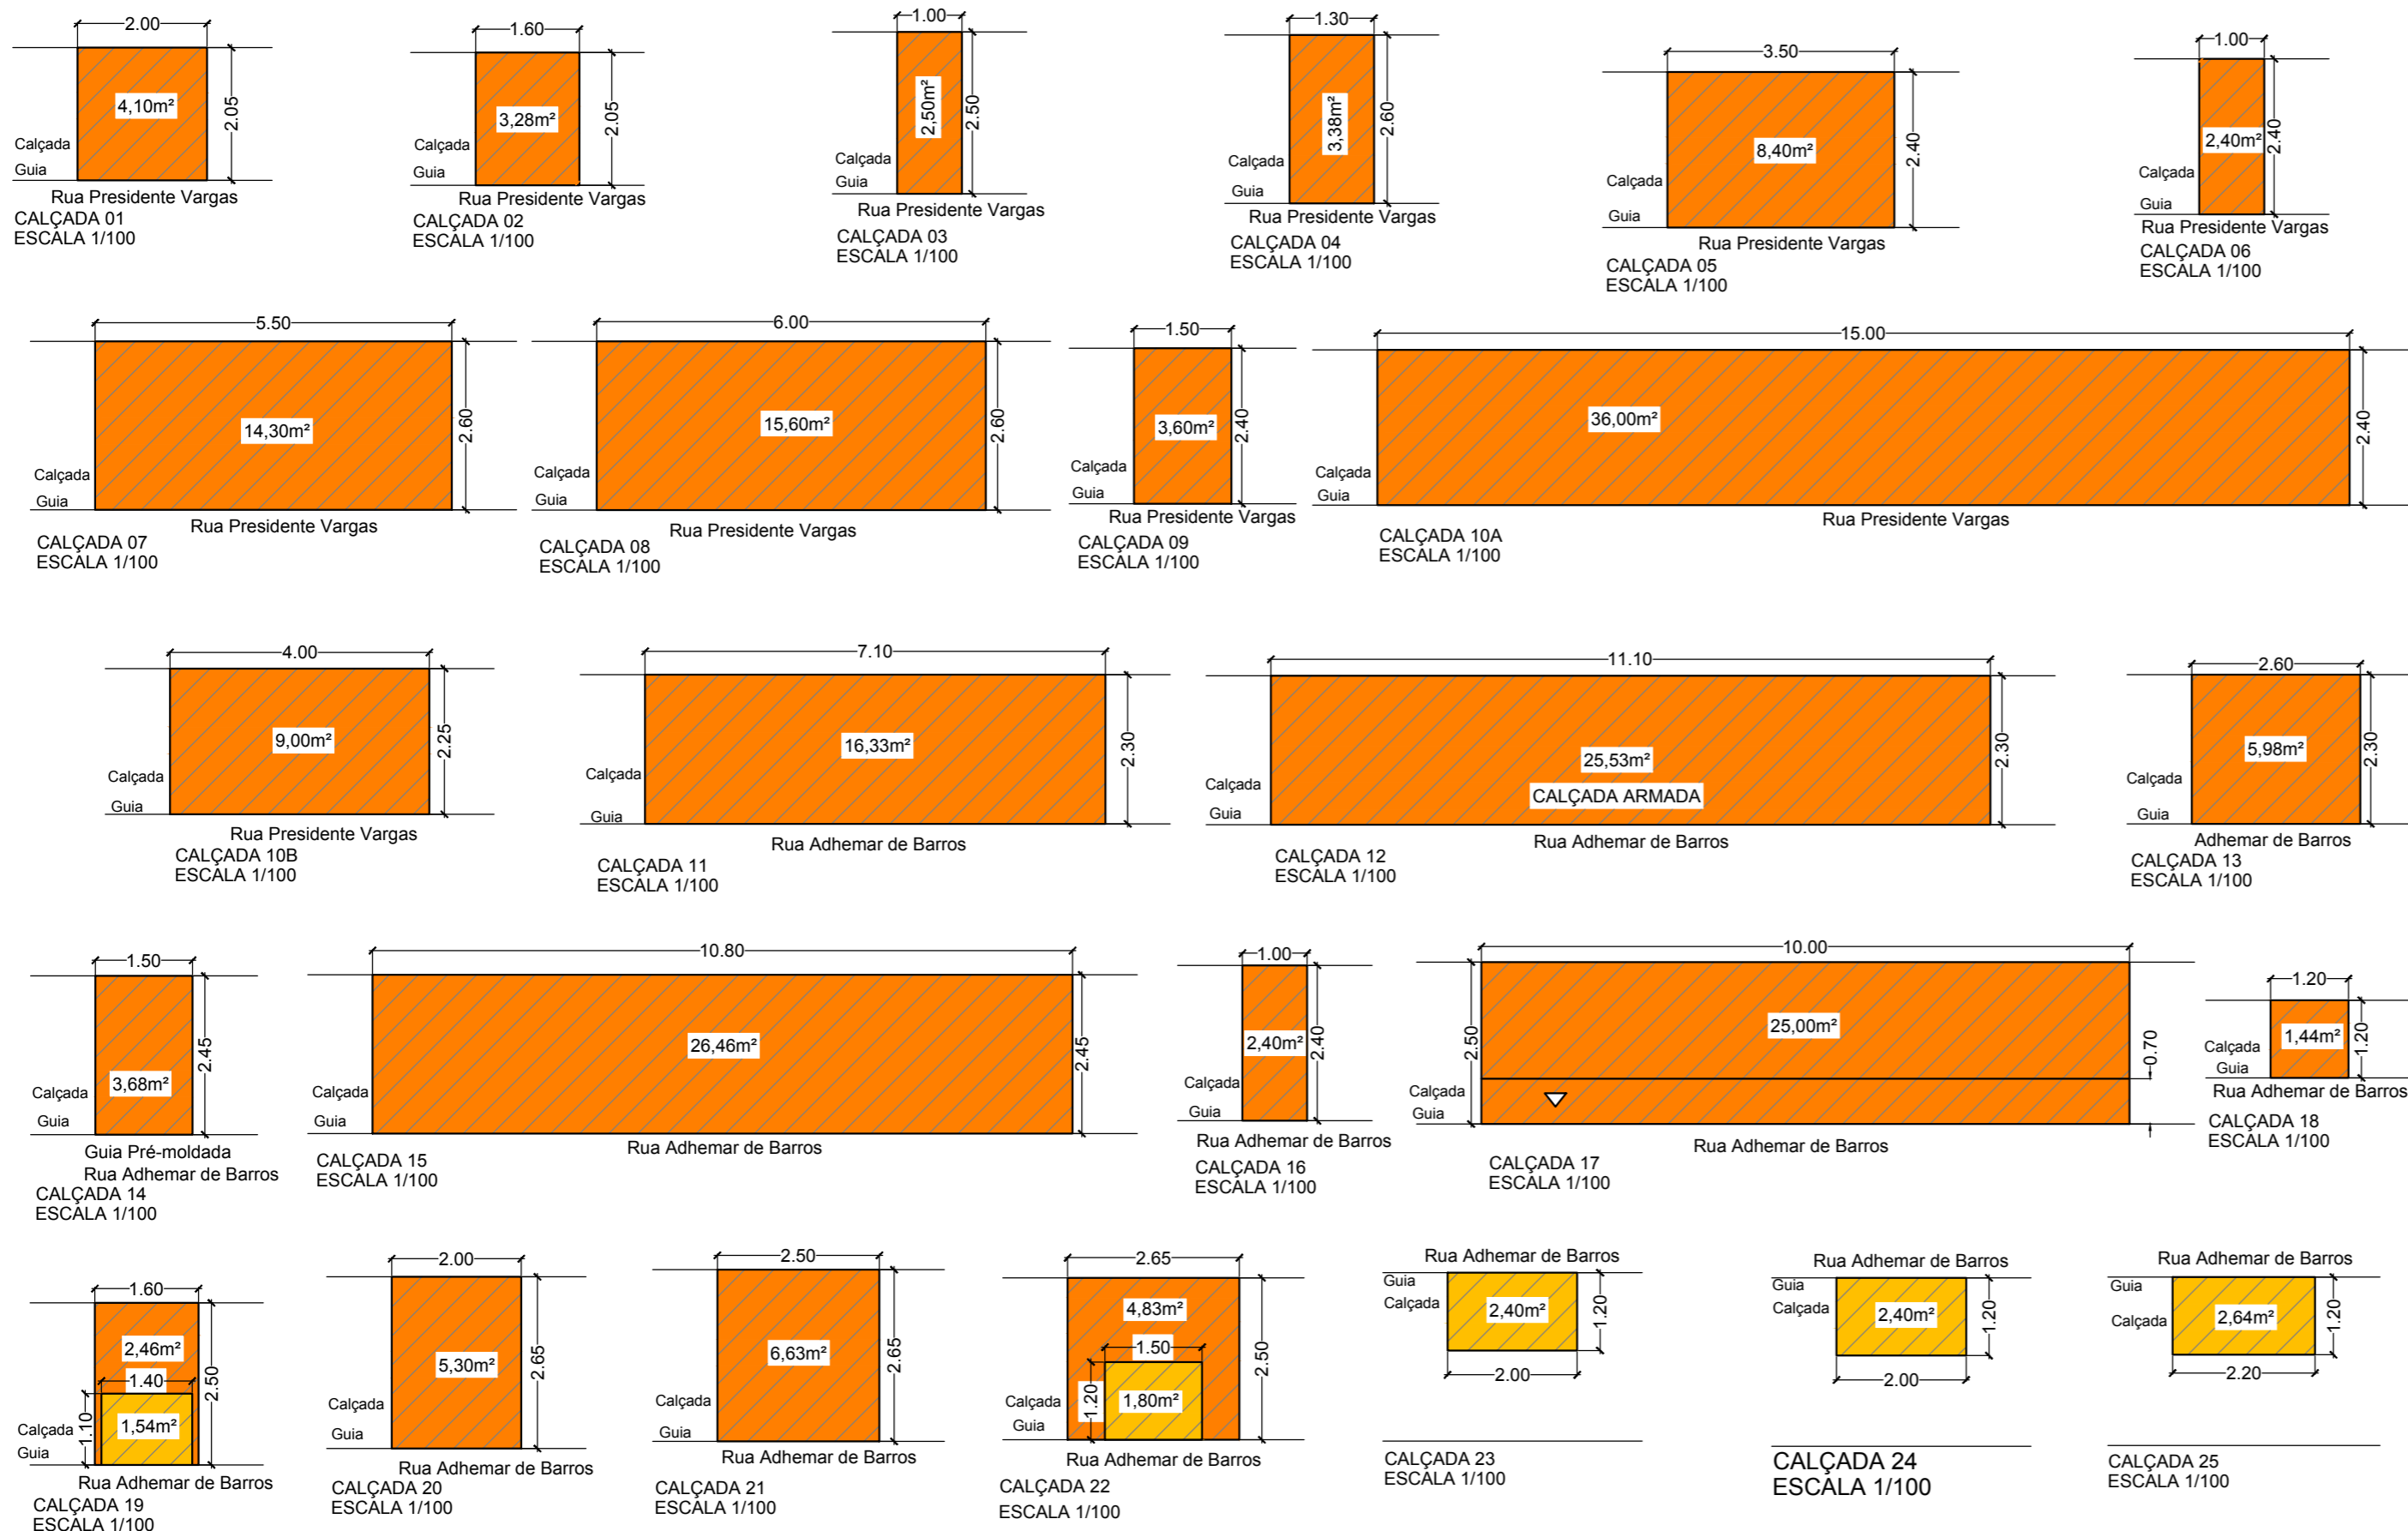 2.00
4,10m²
2.05
Calçada
Guia
Rua Presidente Vargas
CALÇADA 01
ESCALA 1/100
1.60
3,28m²
2.05
Calçada
Guia
Rua Presidente Vargas
CALÇADA 02
ESCALA 1/100
1.00
2,50m²
2.50
Calçada
Guia
Rua Presidente Vargas
CALÇADA 03
ESCALA 1/100
1.30
3,38m²
2.60
Calçada
Guia
Rua Presidente Vargas
CALÇADA 04
ESCALA 1/100
3.50
8,40m²
2.40
Calçada
Guia
Rua Presidente Vargas
CALÇADA 05
ESCALA 1/100
1.00
2,40m²
2.40
Calçada
Guia
Rua Presidente Vargas
CALÇADA 06
ESCALA 1/100
5.50
14,30m²
2.60
Calçada
Guia
Rua Presidente Vargas
CALÇADA 07
ESCALA 1/100
6.00
15,60m²
2.60
Calçada
Guia
Rua Presidente Vargas
CALÇADA 08
ESCALA 1/100
1.50
3,60m²
2.40
Calçada
Guia
Rua Presidente Vargas
CALÇADA 09
ESCALA 1/100
15.00
36,00m²
2.40
Calçada
Guia
Rua Presidente Vargas
CALÇADA 10A
ESCALA 1/100
4.00
9,00m²
2.25
Calçada
Guia
Rua Presidente Vargas
CALÇADA 10B
ESCALA 1/100
7.10
16,33m²
2.30
Calçada
Guia
Rua Adhemar de Barros
CALÇADA 11
ESCALA 1/100
11.10
25,53m²
CALÇADA ARMADA
2.30
Calçada
Guia
Rua Adhemar de Barros
CALÇADA 12
ESCALA 1/100
2.60
5,98m²
2.30
Calçada
Guia
Adhemar de Barros
CALÇADA 13
ESCALA 1/100
1.50
3,68m²
2.45
Calçada
Guia
Guia Pré-moldada
Rua Adhemar de Barros
CALÇADA 14
ESCALA 1/100
10.80
26,46m²
2.45
Calçada
Guia
Rua Adhemar de Barros
CALÇADA 15
ESCALA 1/100
1.00
2,40m²
2.40
Calçada
Guia
Rua Adhemar de Barros
CALÇADA 16
ESCALA 1/100
10.00
2.50
25,00m²
0.70
Calçada
Guia
Rua Adhemar de Barros
CALÇADA 17
ESCALA 1/100
1.20
1,44m²
1.20
Calçada
Guia
Rua Adhemar de Barros
CALÇADA 18
ESCALA 1/100
1.60
2,46m²
2.50
1.40
1.10
1,54m²
Calçada
Guia
Rua Adhemar de Barros
CALÇADA 19
ESCALA 1/100
2.00
5,30m²
2.65
Calçada
Guia
Rua Adhemar de Barros
CALÇADA 20
ESCALA 1/100
2.50
6,63m²
2.65
Calçada
Guia
Rua Adhemar de Barros
CALÇADA 21
ESCALA 1/100
2.65
4,83m²
2.50
1.50
1.20
1,80m²
Calçada
Guia
Rua Adhemar de Barros
CALÇADA 22
ESCALA 1/100
Rua Adhemar de Barros
Guia
Calçada
2,40m²
1.20
2.00
CALÇADA 23
ESCALA 1/100
Rua Adhemar de Barros
Guia
Calçada
2,40m²
1.20
2.00
CALÇADA 24
ESCALA 1/100
Rua Adhemar de Barros
Guia
Calçada
2,64m²
1.20
2.20
CALÇADA 25
ESCALA 1/100